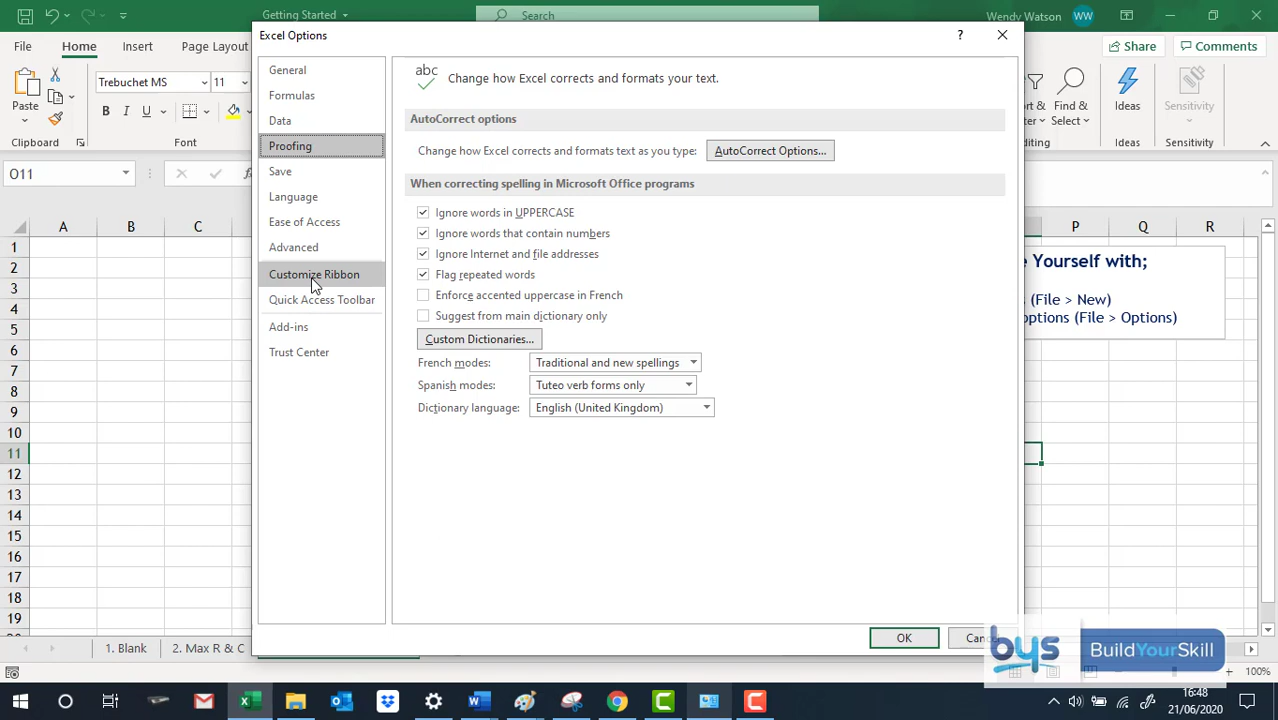 Getting Started
Search
Wendy Watson WW
File Home Insert Page Layout
Share Comments
Trebuchet MS 11
Paste
B I U
Find &
Select
Ideas
Sensitivity
Clipboard
Font
Ideas
Sensitivity
O11
Excel Options
?
General
Formulas
Data
Proofing
Save
Language
Ease of Access
Advanced
Customize Ribbon
Quick Access Toolbar
Add-ins
Trust Center
abc
Change how Excel corrects and formats your text.
AutoCorrect options
Change how Excel corrects and formats text as you type: AutoCorrect Options...
When correcting spelling in Microsoft Office programs
Ignore words in UPPERCASE
Ignore words that contain numbers
Ignore Internet and file addresses
Flag repeated words
Enforce accented uppercase in French
Suggest from main dictionary only
Custom Dictionaries...
French modes: Traditional and new spellings
Spanish modes: Tuteo verb forms only
Dictionary language: English (United Kingdom)
OK
A B C P Q R
1
2
3
4
5
6
7
8
9
10
11
12
13
14
15
16
17
18
19
Yourself with;
(File > New)
options (File > Options)
1. Blank 2. Max R & C
bys BuildYourSkill
100%
16:48
21/06/2020